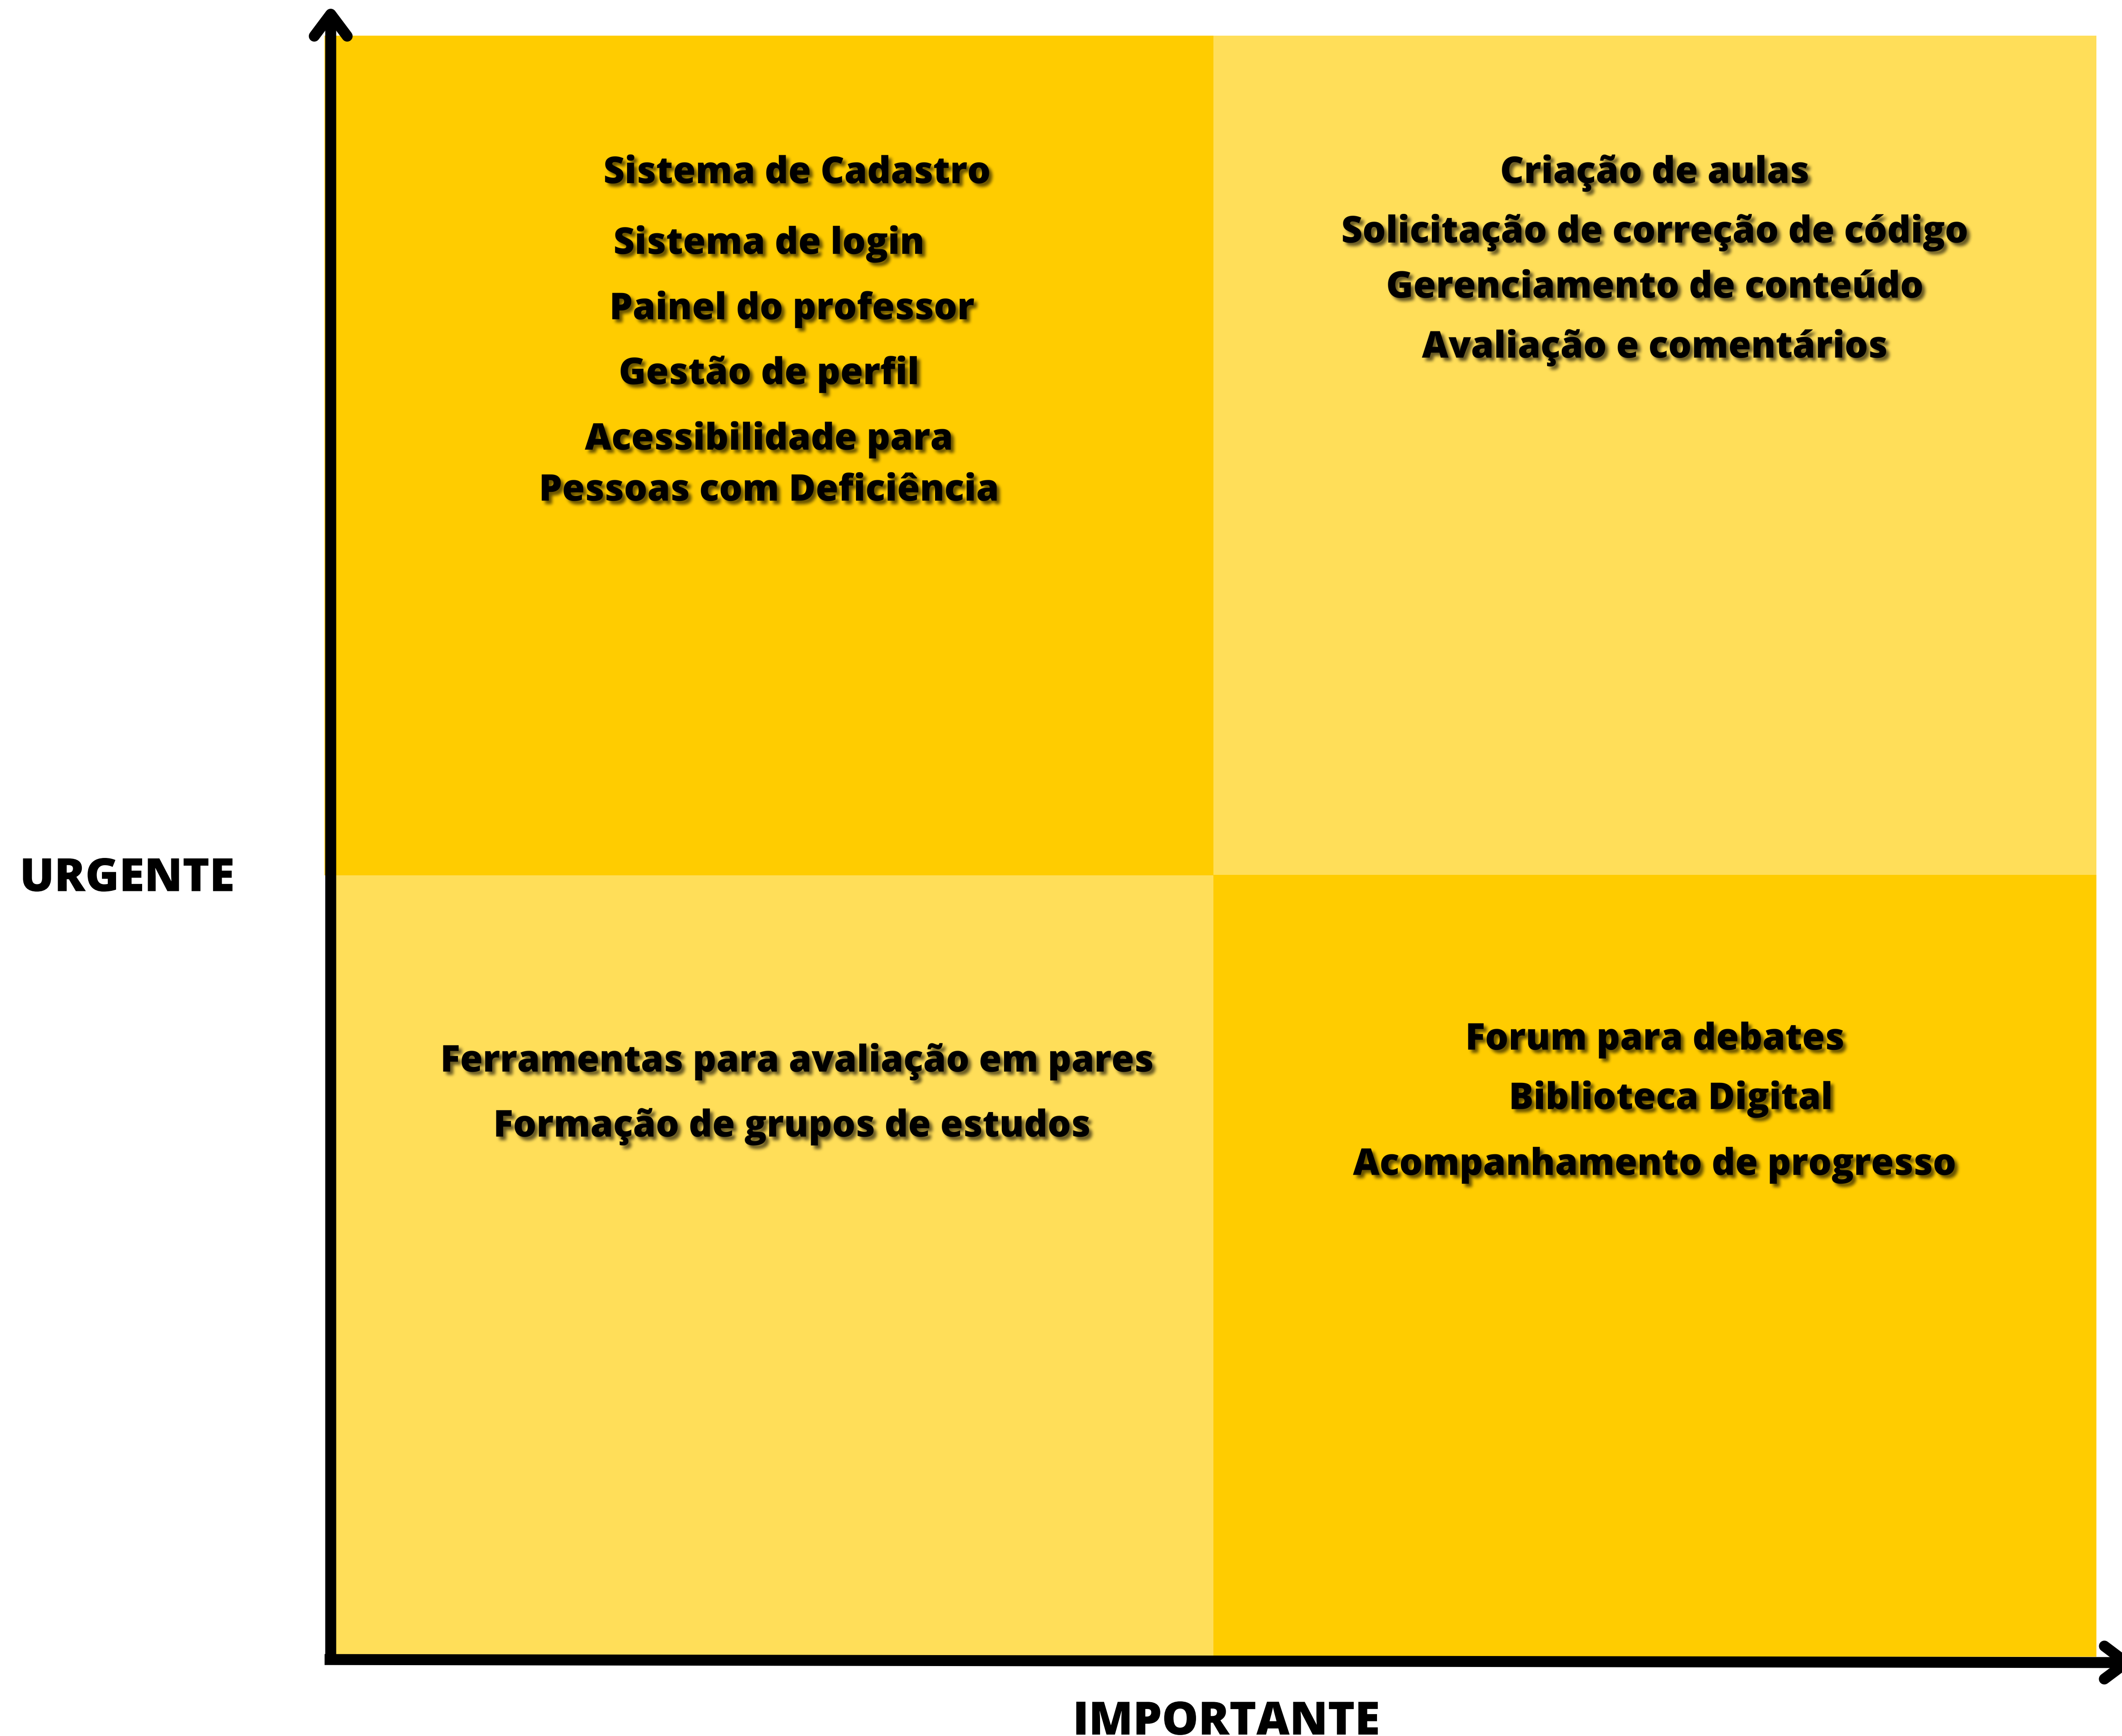 Sistema de Cadastro
Sistema de login
Painel do professor
Gestão de perfil
Acessibilidade para
Pessoas com Deficiência
Criação de aulas
Solicitação de correção de código
Gerenciamento de conteúdo
Avaliação e comentários
URGENTE
Ferramentas para avaliação em pares
Formação de grupos de estudos
Forum para debates
Biblioteca Digital
Acompanhamento de progresso
IMPORTANTE